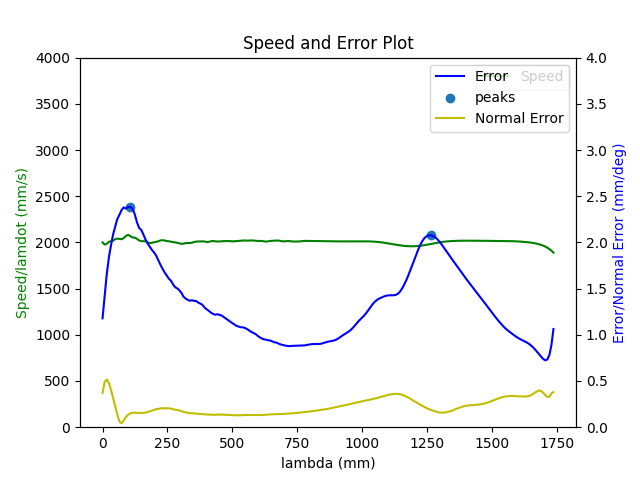 Speed and Error Plot
Speed/lamdot (mm/s)
4000
3500
3000
2500
2000
1500
1000
500
0
4.0
3.5
3.0
2.5
2.0
1.5
1.0
0.5
0.0
Error/Normal Error (mm/deg)
Error
Speed
peaks
Normal Error
0 250 500 750 1000 1250 1500 1750
lambda (mm)